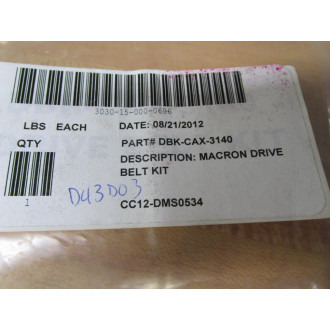 3030-15-000-0696
LBS EACH DATE: 08/21/2012
QTY PART# DBK-CAX-3140
DESCRIPTION: MACRON DRIVE
BELT KIT
1 D43D03
CC12-DMS0534